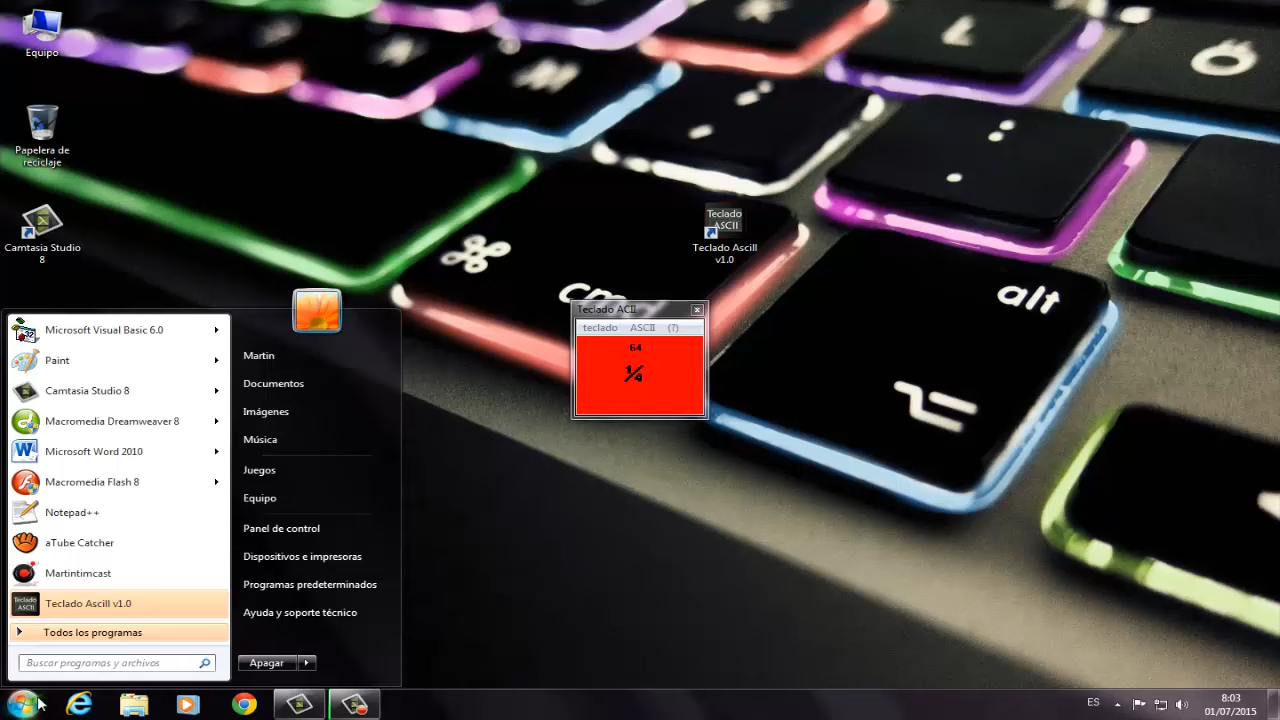 Equipo
Papelera de
reciclaje
Camtasia Studio
8
Teclado
ASCII
Teclado Ascill
v1.0
cmd
alt
Teclado ACII
teclado ASCII (?)
64
¼
Microsoft Visual Basic 6.0
Paint
Camtasia Studio 8
Macromedia Dreamweaver 8
Microsoft Word 2010
Macromedia Flash 8
Notepad++
aTube Catcher
Martintimcast
Teclado
ASCII
Teclado Ascill v1.0
Todos los programas
Buscar programas y archivos
Martin
Documentos
Imágenes
Música
Juegos
Equipo
Panel de control
Dispositivos e impresoras
Programas predeterminados
Ayuda y soporte técnico
Apagar
ES
8:03
01/07/2015